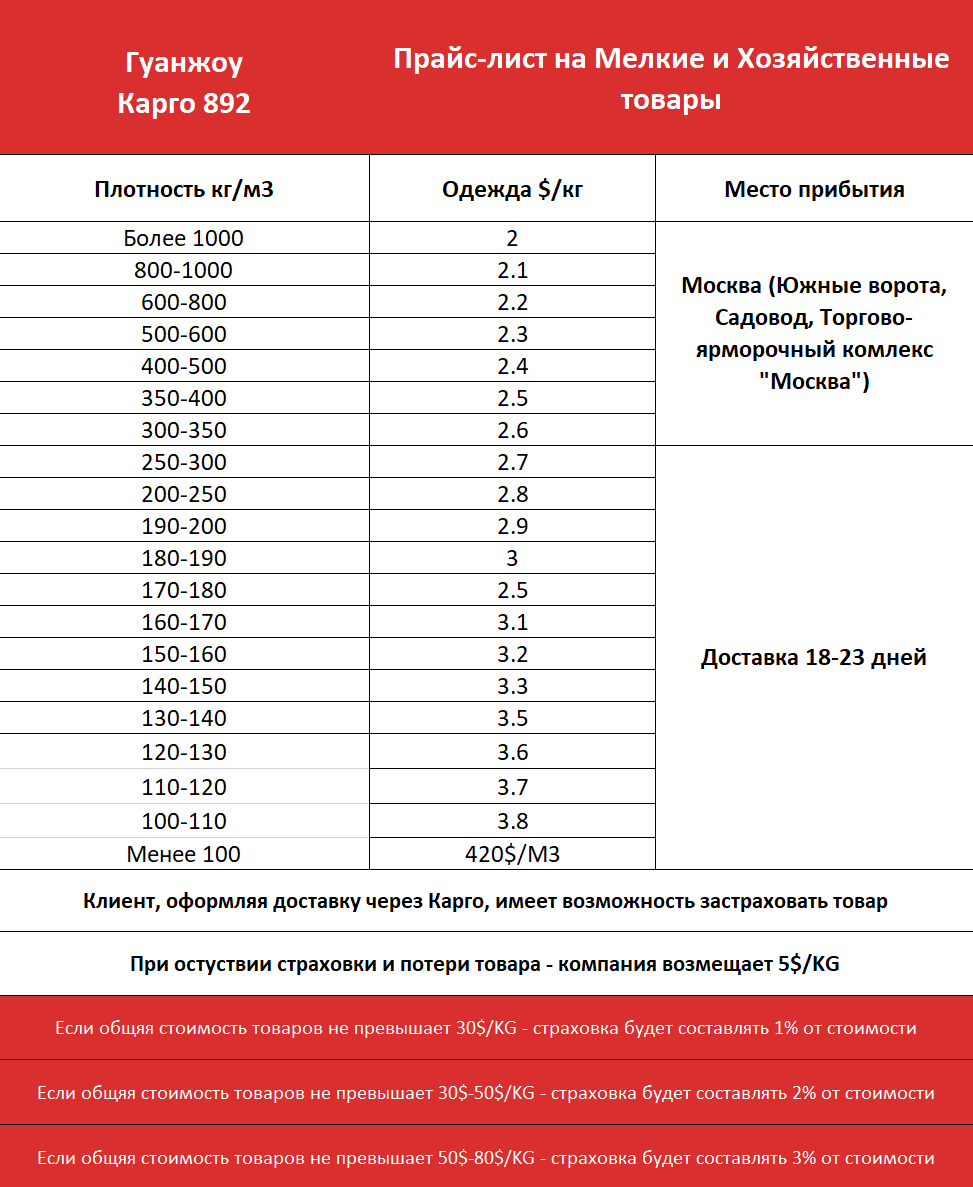 Гуанжоу
Карго 892
Прайс-лист на Мелкие и Хозяйственные
товары
Плотность кг/м3 Одежда $/кг Место прибытия
Более 1000 2
800-1000 2.1
600-800 2.2
500-600 2.3
400-500 2.4
350-400 2.5
300-350 2.6
Москва (Южные ворота,
Садовод, Торгово-
ярморочный комлекс
"Москва")
250-300 2.7
200-250 2.8
190-200 2.9
180-190 3
170-180 2.5
160-170 3.1
150-160 3.2
140-150 3.3
130-140 3.5
120-130 3.6
110-120 3.7
100-110 3.8
Менее 100 420$/М3
Доставка 18-23 дней
Клиент, оформляя доставку через Карго, имеет возможность застраховать товар
При остуствии страховки и потери товара - компания возмещает 5$/KG
Если общяя стоимость товаров не превышает 30$/KG - страховка будет составлять 1% от стоимости
Если общяя стоимость товаров не превышает 30$-50$/KG - страховка будет составлять 2% от стоимости
Если общяя стоимость товаров не превышает 50$-80$/KG - страховка будет составлять 3% от стоимости